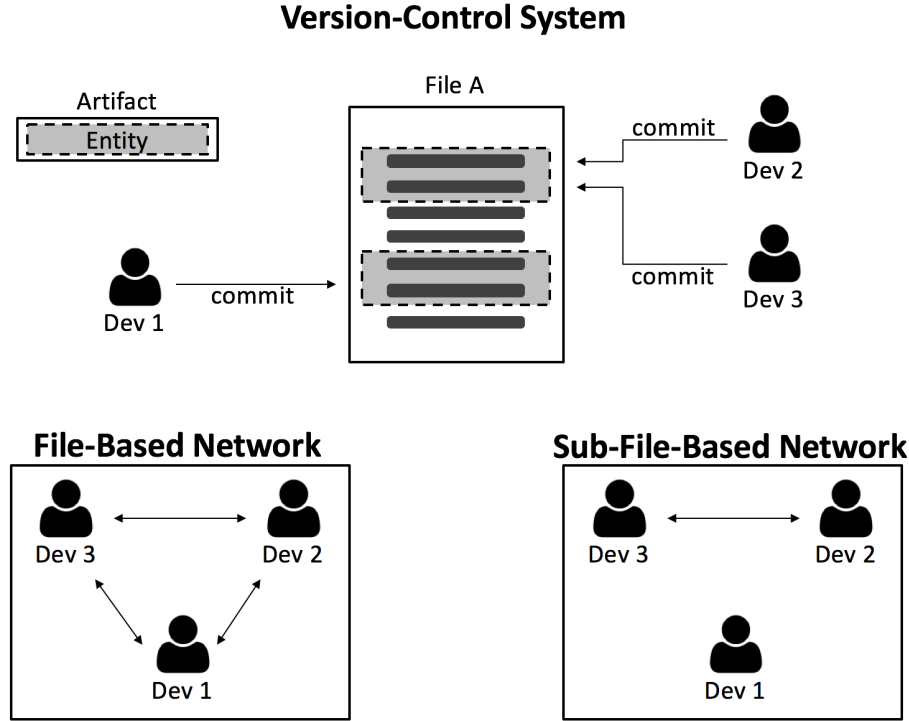 Version-Control System
Artifact
Entity
File A
commit
Dev 2
commit
Dev 1
commit
Dev 3
File-Based Network
Dev 3
Dev 2
Dev 1
Sub-File-Based Network
Dev 3
Dev 2
Dev 1